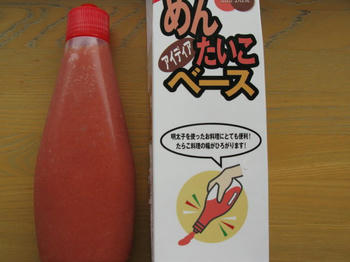 めん
たいこ
アイディア
ベース
明太子を使ったお料理にとても便利!
たらこ料理の幅がひろがります!